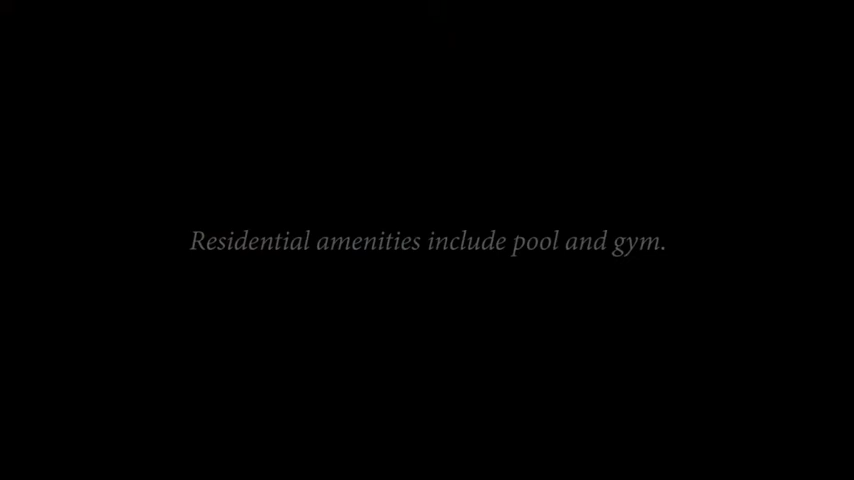 Residential amenities include pool and gym.